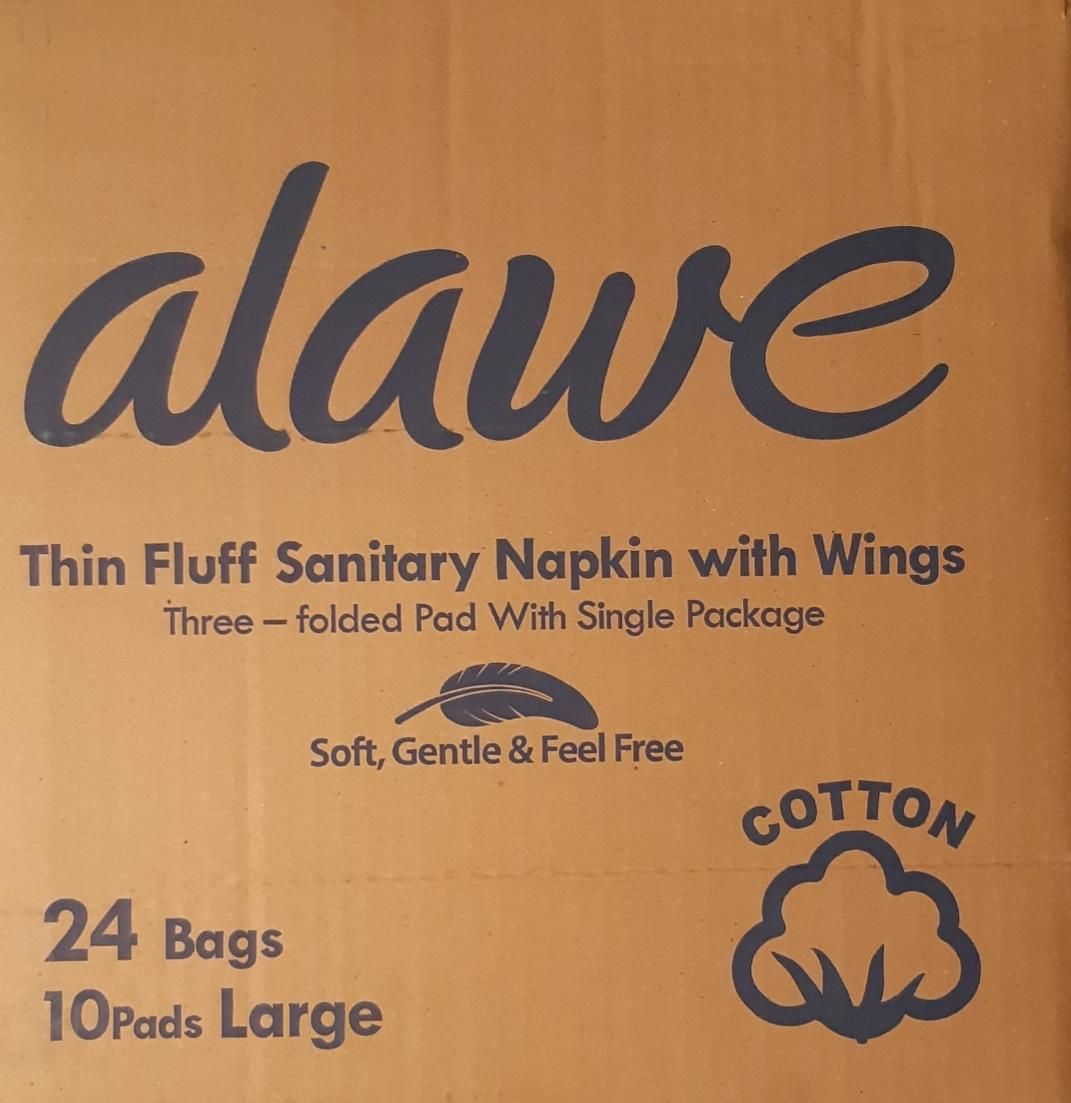 alawe
Thin Fluff Sanitary Napkin with Wings
Three – folded Pad With Single Package
Soft, Gentle & Feel Free
COTTON
24 Bags
10Pads Large